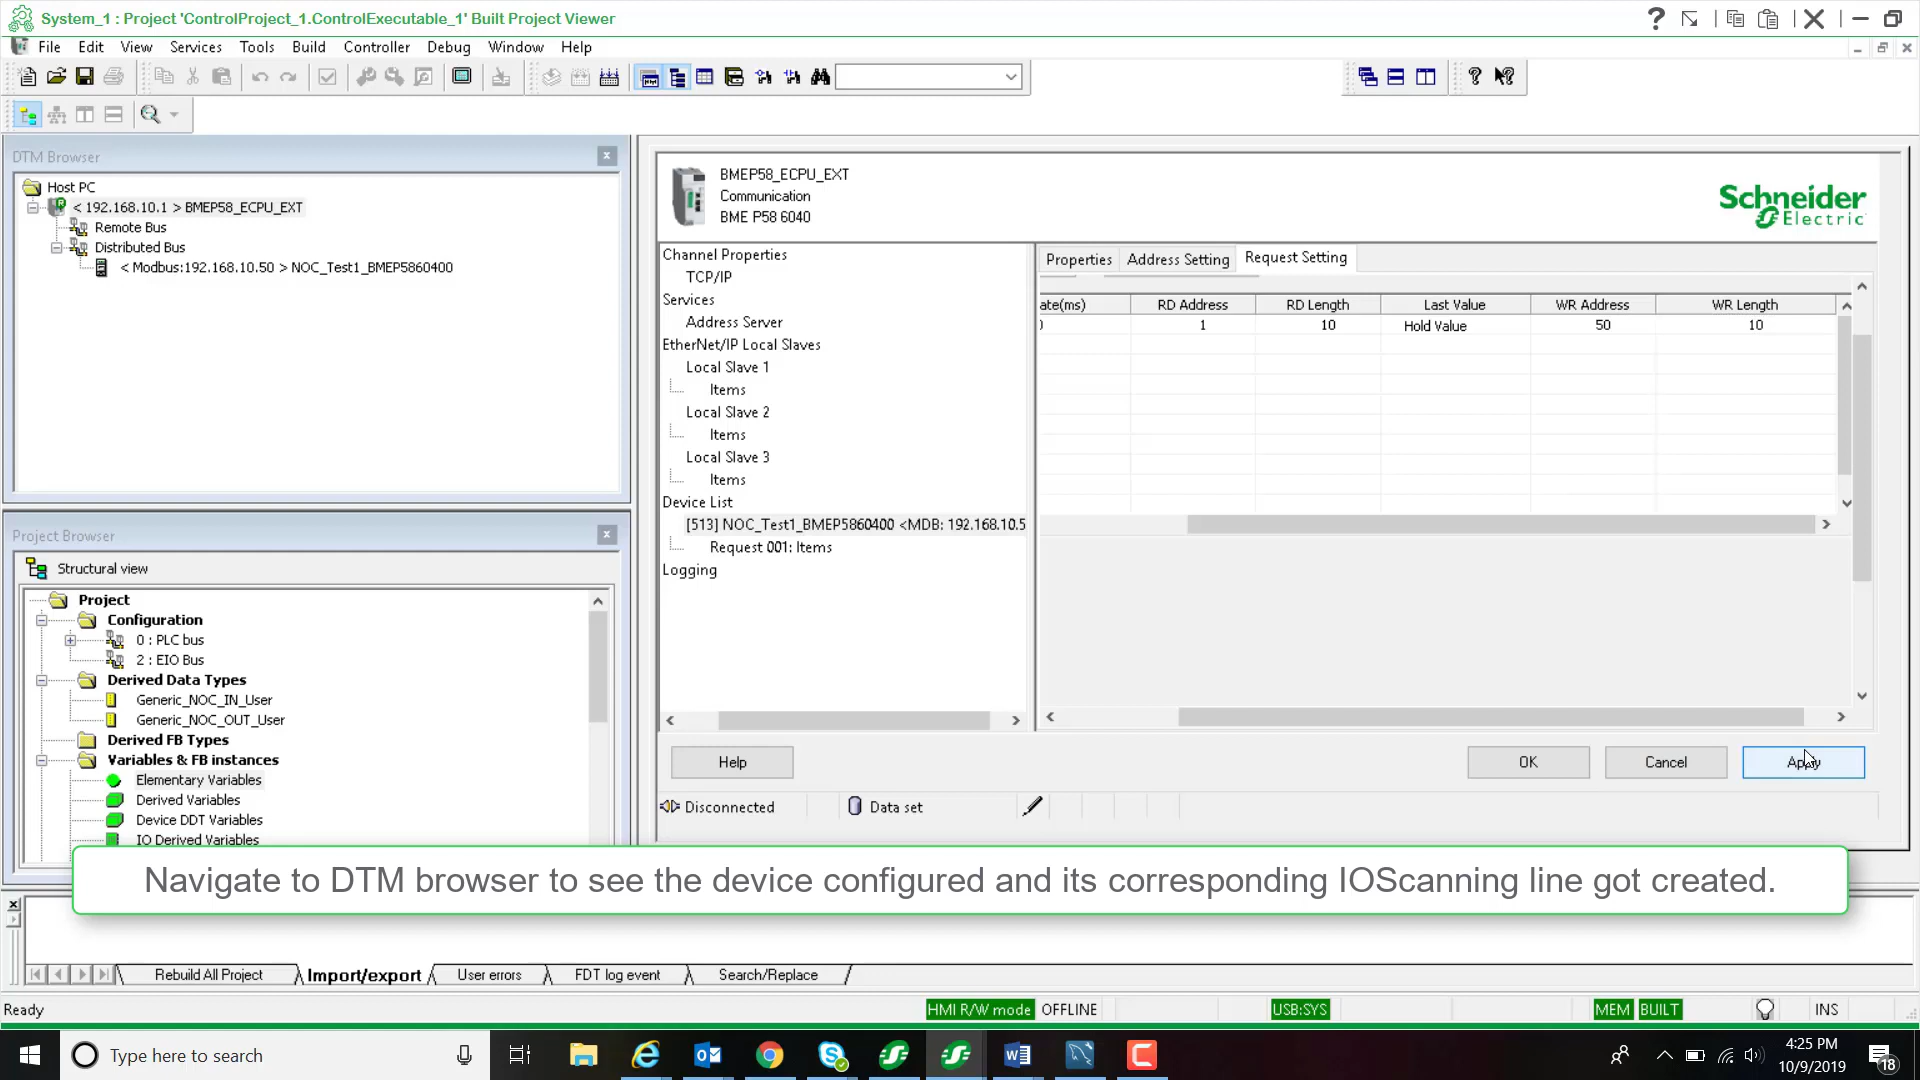 System_1 : Project 'ControlProject_1.ControlExecutable_1' Built Project Viewer
File Edit View Services Tools Build Controller Debug Window Help
DTM Browser
Host PC
< 192.168.10.1 > BMEP58_ECPU_EXT
Remote Bus
Distributed Bus
< Modbus:192.168.10.50 > NOC_Test1_BMEP5860400
Project Browser
Structural view
Project
Configuration
0 : PLC bus
2 : EIO Bus
Derived Data Types
Generic_NOC_IN_User
Generic_NOC_OUT_User
Derived FB Types
Variables & FB instances
Elementary Variables
Derived Variables
Device DDT Variables
IO Derived Variables
BMEP58_ECPU_EXT
Communication
BME P58 6040
Schneider
Electric
Channel Properties
TCP/IP
Services
Address Server
EtherNet/IP Local Slaves
Local Slave 1
Items
Local Slave 2
Items
Local Slave 3
Items
Device List
[513] NOC_Test1_BMEP5860400 <MDB: 192.168.10.5
Request 001: Items
Logging
Properties Address Setting Request Setting
ate(ms) RD Address RD Length Last Value WR Address WR Length
1 10 Hold Value 50 10
Help OK Cancel Apply
Disconnected Data set
Navigate to DTM browser to see the device configured and its corresponding IOScanning line got created.
Rebuild All Project Import/export User errors FDT log event Search/Replace
Ready HMI R/W mode OFFLINE USB:SYS MEM BUILT INS
Type here to search
4:25 PM
10/9/2019
18